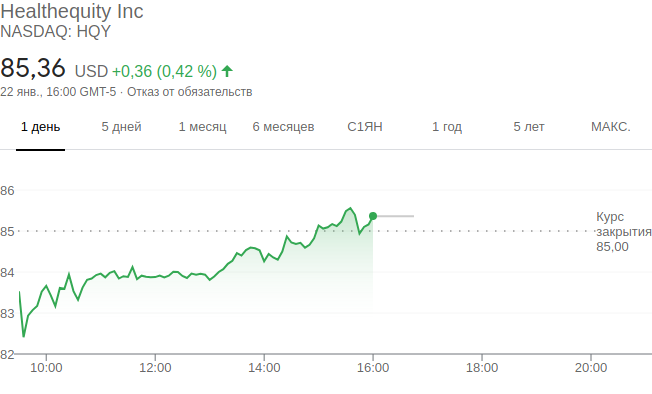 Healthequity Inc
NASDAQ: HQY
85,36 USD +0,36 (0,42 %)
22 янв., 16:00 GMT-5 · Отказ от обязательств
1 день 5 дней 1 месяц 6 месяцев С1ЯН 1 год 5 лет МАКС.
86
85
84
83
82
Курс
закрытия
85,00
10:00 12:00 14:00 16:00 18:00 20:00